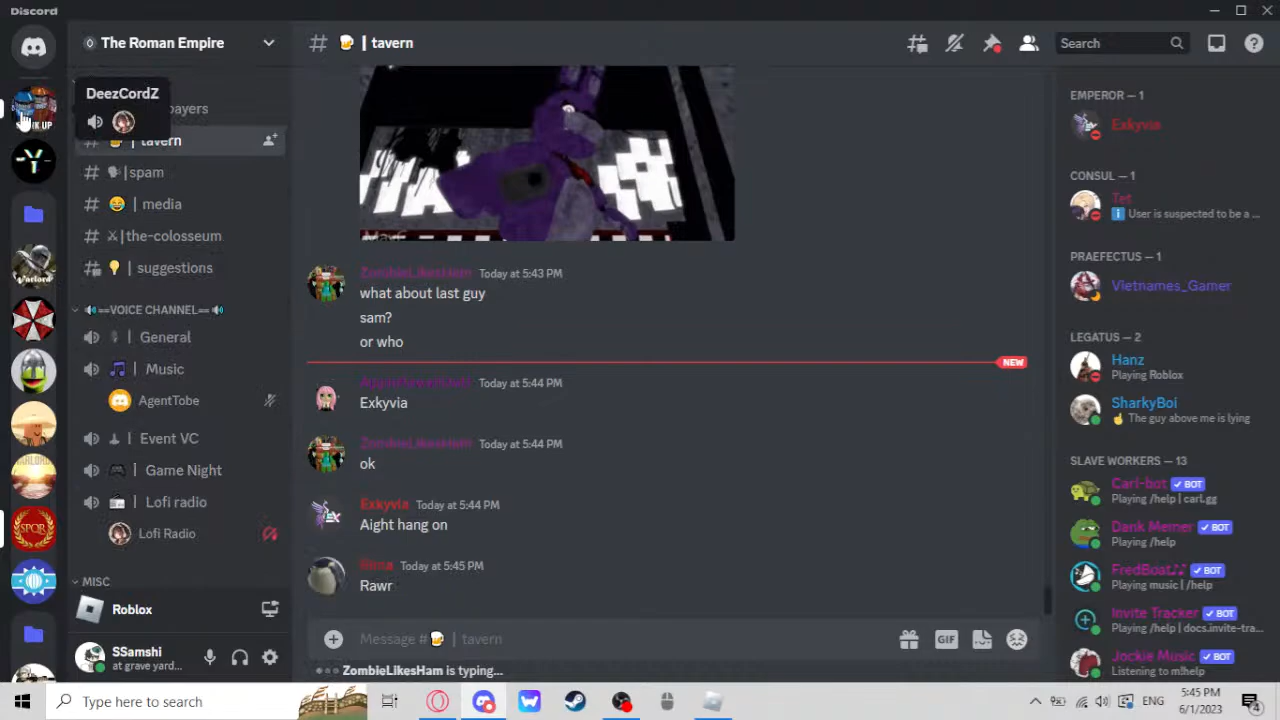 Discord
The Roman Empire
# 🍺 | tavern
Search
DeezCordZ
# 🍺 | tavern
# 🗣|spam
# 😂 | media
# ⚔|the-colosseum
💡 | suggestions
🔊==VOICE CHANNEL==🔊
| General
🎵 | Music
AgentTobe
| Event VC
🎮 | Game Night
📻 | Lofi radio
Lofi Radio
MISC
Roblox
SSamshi
at grave yard...
ZombieLikesHam Today at 5:43 PM
what about last guy
sam?
or who
NEW
Today at 5:44 PM
Exkyvia
ZombieLikesHam Today at 5:44 PM
ok
Exkyvia Today at 5:44 PM
Aight hang on
Today at 5:45 PM
Rawr
Message #🍺 | tavern
GIF
ZombieLikesHam is typing...
EMPEROR — 1
Exkyvia
CONSUL — 1
Tet
User is suspected to be a ...
PRAEFECTUS — 1
Vietnames_Gamer
LEGATUS — 2
Hanz
Playing Roblox
SharkyBoi
☝ The guy above me is lying
SLAVE WORKERS — 13
Carl-bot ✓ BOT
Playing /help | carl.gg
Dank Memer ✓ BOT
Playing /help
FredBoat♪♪ ✓ BOT
Playing music | /help
Invite Tracker ✓ BOT
Playing /help | docs.invite-tra...
Jockie Music ✓ BOT
Listening to m!help
Warlord
SPQR
Type here to search
ENG
5:45 PM
6/1/2023
4